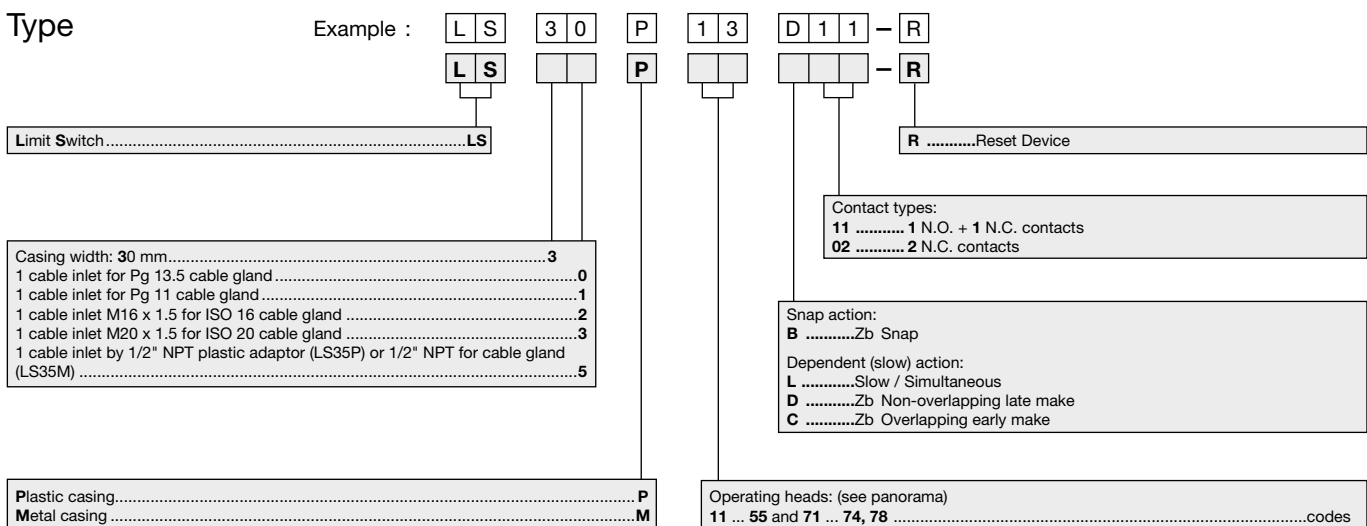 Type Example : L S 3 0 P 1 3 D 1 1 – R
L S P – R
Limit Switch ........................................................................ LS
R ...........Reset Device
Contact types:
11 ........... 1 N.O. + 1 N.C. contacts
02 ........... 2 N.C. contacts
Casing width: 30 mm.....................................................................................3
1 cable inlet for Pg 13.5 cable gland ....................................................................0
1 cable inlet for Pg 11 cable gland .......................................................................1
1 cable inlet M16 x 1.5 for ISO 16 cable gland .....................................................2
1 cable inlet M20 x 1.5 for ISO 20 cable gland .....................................................3
1 cable inlet by 1/2" NPT plastic adaptor (LS35P) or 1/2" NPT for cable gland
(LS35M) ................................................................................................................5
Snap action:
B ...........Zb Snap
Dependent (slow) action:
L ............Slow / Simultaneous
D ...........Zb Non-overlapping late make
C ...........Zb Overlapping early make
Plastic casing................................................................................................................. P
Metal casing ..................................................................................................................M
Operating heads: (see panorama)
11 ... 55 and 71 ... 74, 78 ..........................................................................................codes